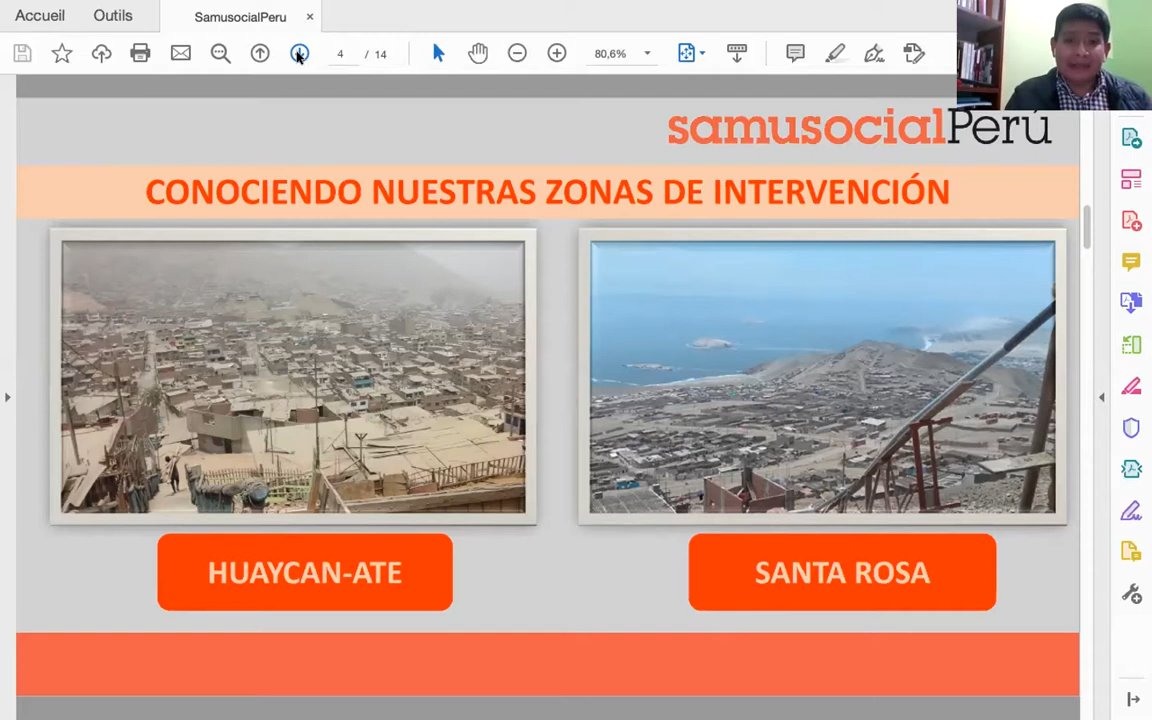 Accueil
Outils
SamusocialPeru
4 / 14
80,6%
samusocialPerú
CONOCIENDO NUESTRAS ZONAS DE INTERVENCIÓN
HUAYCAN-ATE
SANTA ROSA